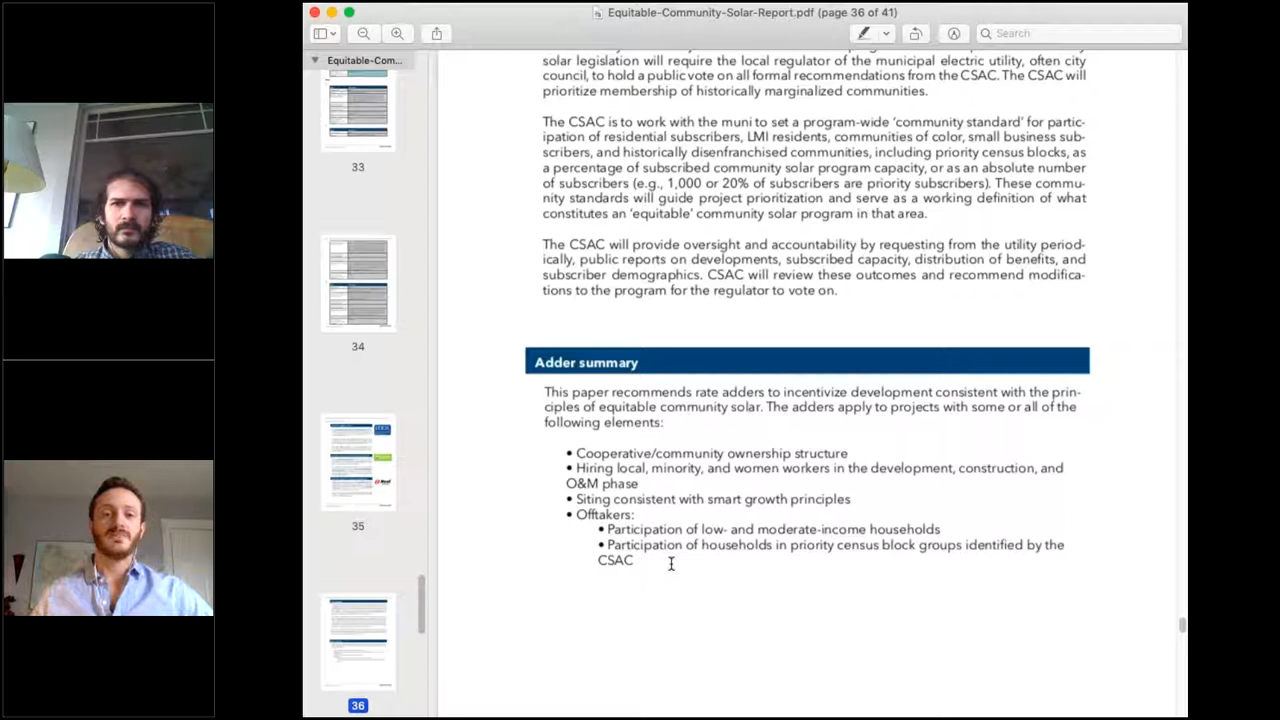 Equitable-Community-Solar-Report.pdf (page 36 of 41)
Search
Equitable-Com...
33
34
35
36
solar legislation will require the local regulator of the municipal electric utility, often city
council, to hold a public vote on all formal recommendations from the CSAC. The CSAC will
prioritize membership of historically marginalized communities.
The CSAC is to work with the muni to set a program-wide 'community standard' for partic-
ipation of residential subscribers, LMI residents, communities of color, small business sub-
scribers, and historically disenfranchised communities, including priority census blocks, as
a percentage of subscribed community solar program capacity, or as an absolute number
of subscribers (e.g., 1,000 or 20% of subscribers are priority subscribers). These commu-
nity standards will guide project prioritization and serve as a working definition of what
constitutes an 'equitable' community solar program in that area.
The CSAC will provide oversight and accountability by requesting from the utility period-
ically, public reports on developments, subscribed capacity, distribution of benefits, and
subscriber demographics. CSAC will review these outcomes and recommend modifica-
tions to the program for the regulator to vote on.
Adder summary
This paper recommends rate adders to incentivize development consistent with the prin-
ciples of equitable community solar. The adders apply to projects with some or all of the
following elements:
• Cooperative/community ownership structure
• Hiring local, minority, and women workers in the development, construction, and
O&M phase
• Siting consistent with smart growth principles
• Offtakers:
• Participation of low- and moderate-income households
• Participation of households in priority census block groups identified by the
CSAC